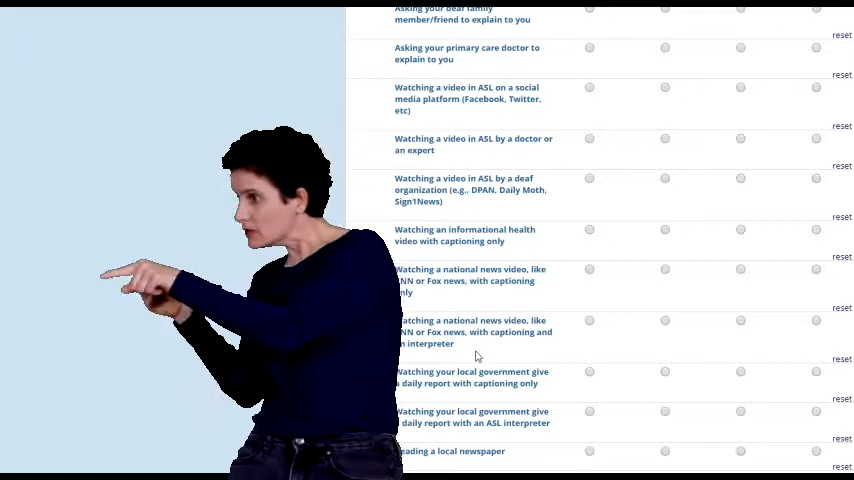 Asking your deaf family
member/friend to explain to you
reset
Asking your primary care doctor to
explain to you
reset
Watching a video in ASL on a social
media platform (Facebook, Twitter,
etc)
reset
Watching a video in ASL by a doctor or
an expert
reset
Watching a video in ASL by a deaf
organization (e.g., DPAN, Daily Moth,
Sign1News)
reset
Watching an informational health
video with captioning only
reset
Watching a national news video, like
NN or Fox news, with captioning
nly
reset
atching a national news video, like
NN or Fox news, with captioning and
n interpreter
reset
Watching your local government give
a daily report with captioning only
reset
Watching your local government give
daily report with an ASL interpreter
reset
eading a local newspaper
reset